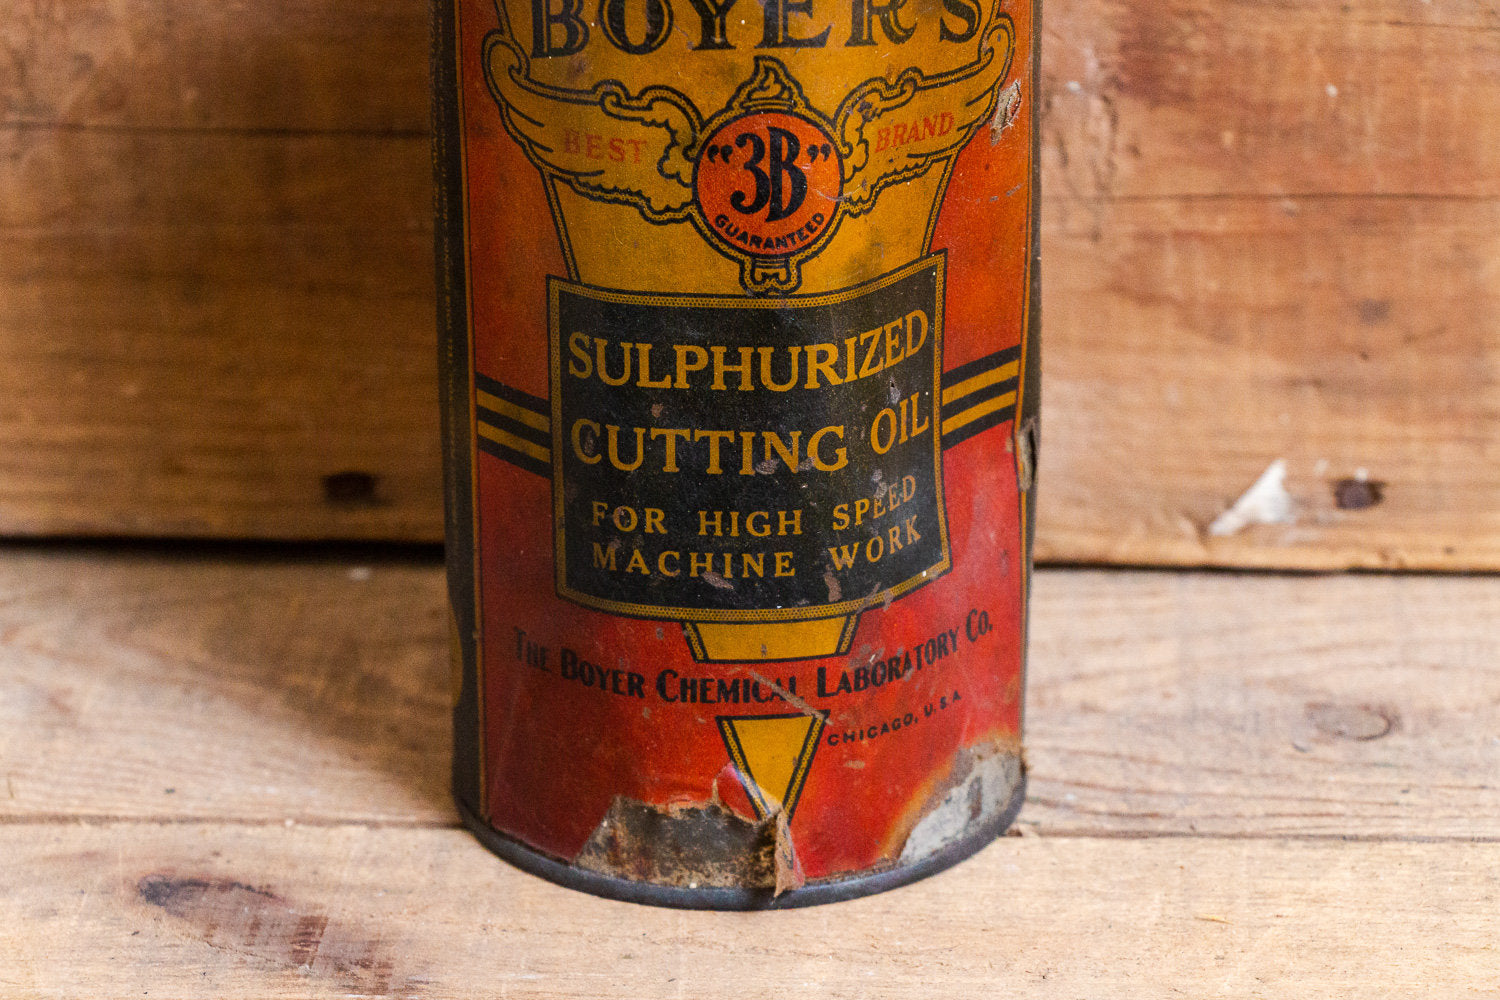 BOYER'S
BEST "3B" BRAND
GUARANTEED
SULPHURIZED
CUTTING OIL
FOR HIGH SPEED
MACHINE WORK
THE BOYER CHEMICAL LABORATORY CO.
CHICAGO, U.S.A.